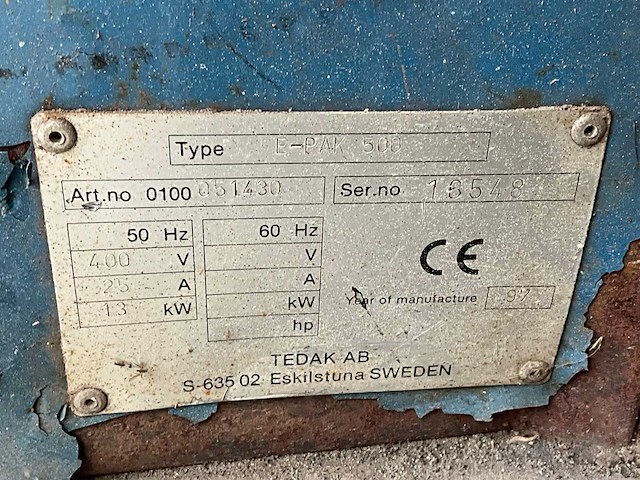 Type E-PAK 500
Art.no 0100 051430 Ser.no 18548
50 Hz 60 Hz
400 V V
25 A A
13 kW kW
hp
CE
Year of manufacture 97
TEDAK AB
S-635 02 Eskilstuna SWEDEN